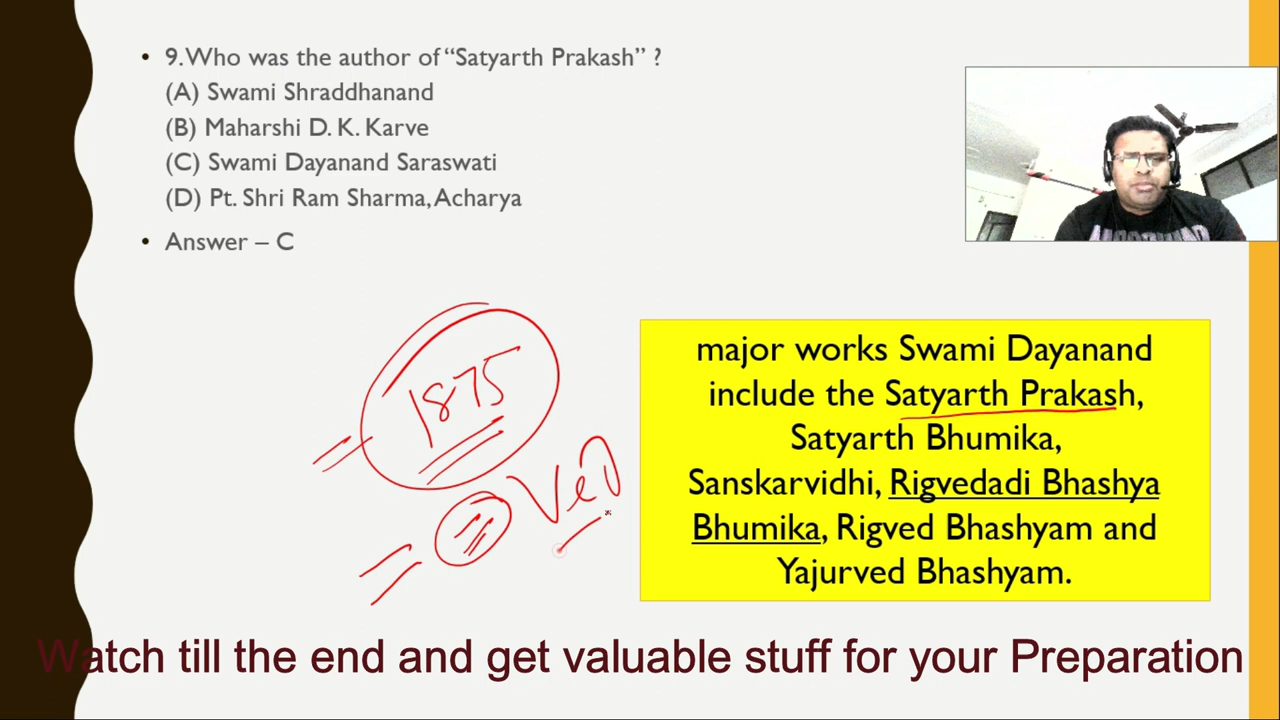 • 9. Who was the author of “Satyarth Prakash” ?
(A) Swami Shraddhanand
(B) Maharshi D. K. Karve
(C) Swami Dayanand Saraswati
(D) Pt. Shri Ram Sharma, Acharya
• Answer – C
1875
Ved
major works Swami Dayanand
include the Satyarth Prakash,
Satyarth Bhumika,
Sanskarvidhi, Rigvedadi Bhashya
Bhumika, Rigved Bhashyam and
Yajurved Bhashyam.
Watch till the end and get valuable stuff for your Preparation